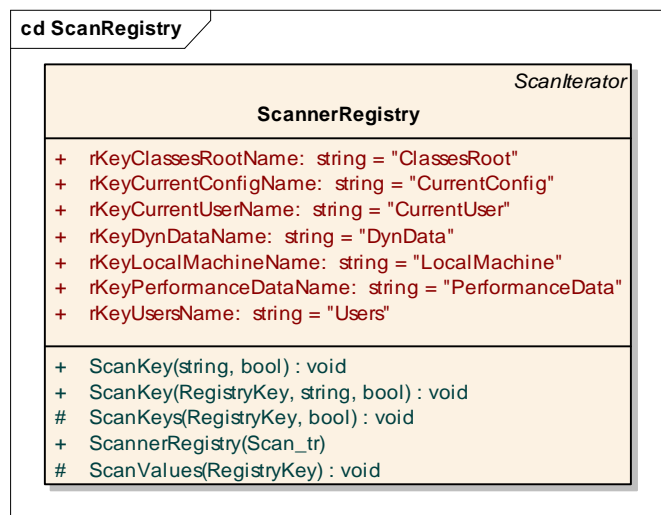 cd ScanRegistry
ScanIterator
ScannerRegistry
+ rKeyClassesRootName: string = "ClassesRoot"
+ rKeyCurrentConfigName: string = "CurrentConfig"
+ rKeyCurrentUserName: string = "CurrentUser"
+ rKeyDynDataName: string = "DynData"
+ rKeyLocalMachineName: string = "LocalMachine"
+ rKeyPerformanceDataName: string = "PerformanceData"
+ rKeyUsersName: string = "Users"
+ ScanKey(string, bool) : void
+ ScanKey(RegistryKey, string, bool) : void
# ScanKeys(RegistryKey, bool) : void
+ ScannerRegistry(Scan_tr)
# ScanValues(RegistryKey) : void